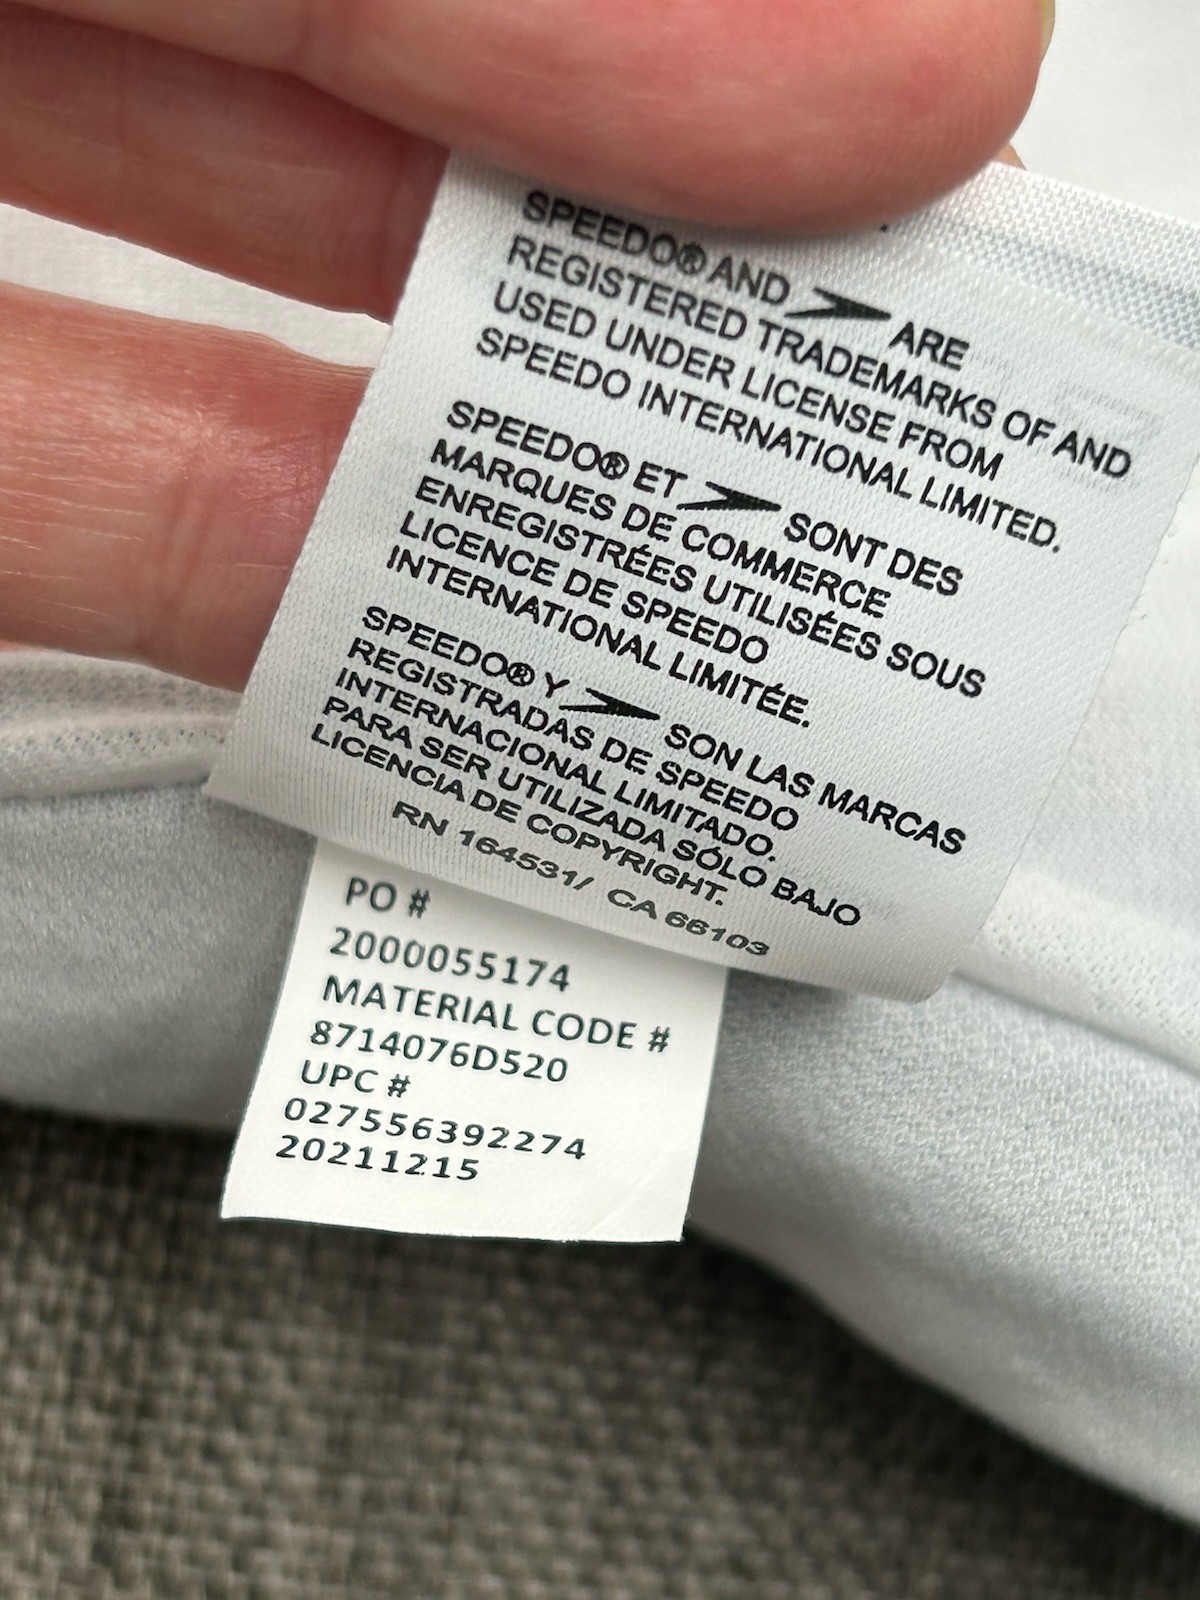 SPEEDO® AND ARE
REGISTERED TRADEMARKS OF AND
USED UNDER LICENSE FROM
SPEEDO INTERNATIONAL LIMITED.
SPEEDO® ET SONT DES
MARQUES DE COMMERCE
ENREGISTRÉES UTILISÉES SOUS
LICENCE DE SPEEDO
INTERNATIONAL LIMITÉE.
SPEEDO® Y SON LAS MARCAS
REGISTRADAS DE SPEEDO
INTERNACIONAL LIMITADO.
PARA SER UTILIZADA SÓLO BAJO
LICENCIA DE COPYRIGHT.
RN 164531/ CA 66103
PO #
2000055174
MATERIAL CODE #
8714076D520
UPC #
027556392274
20211215